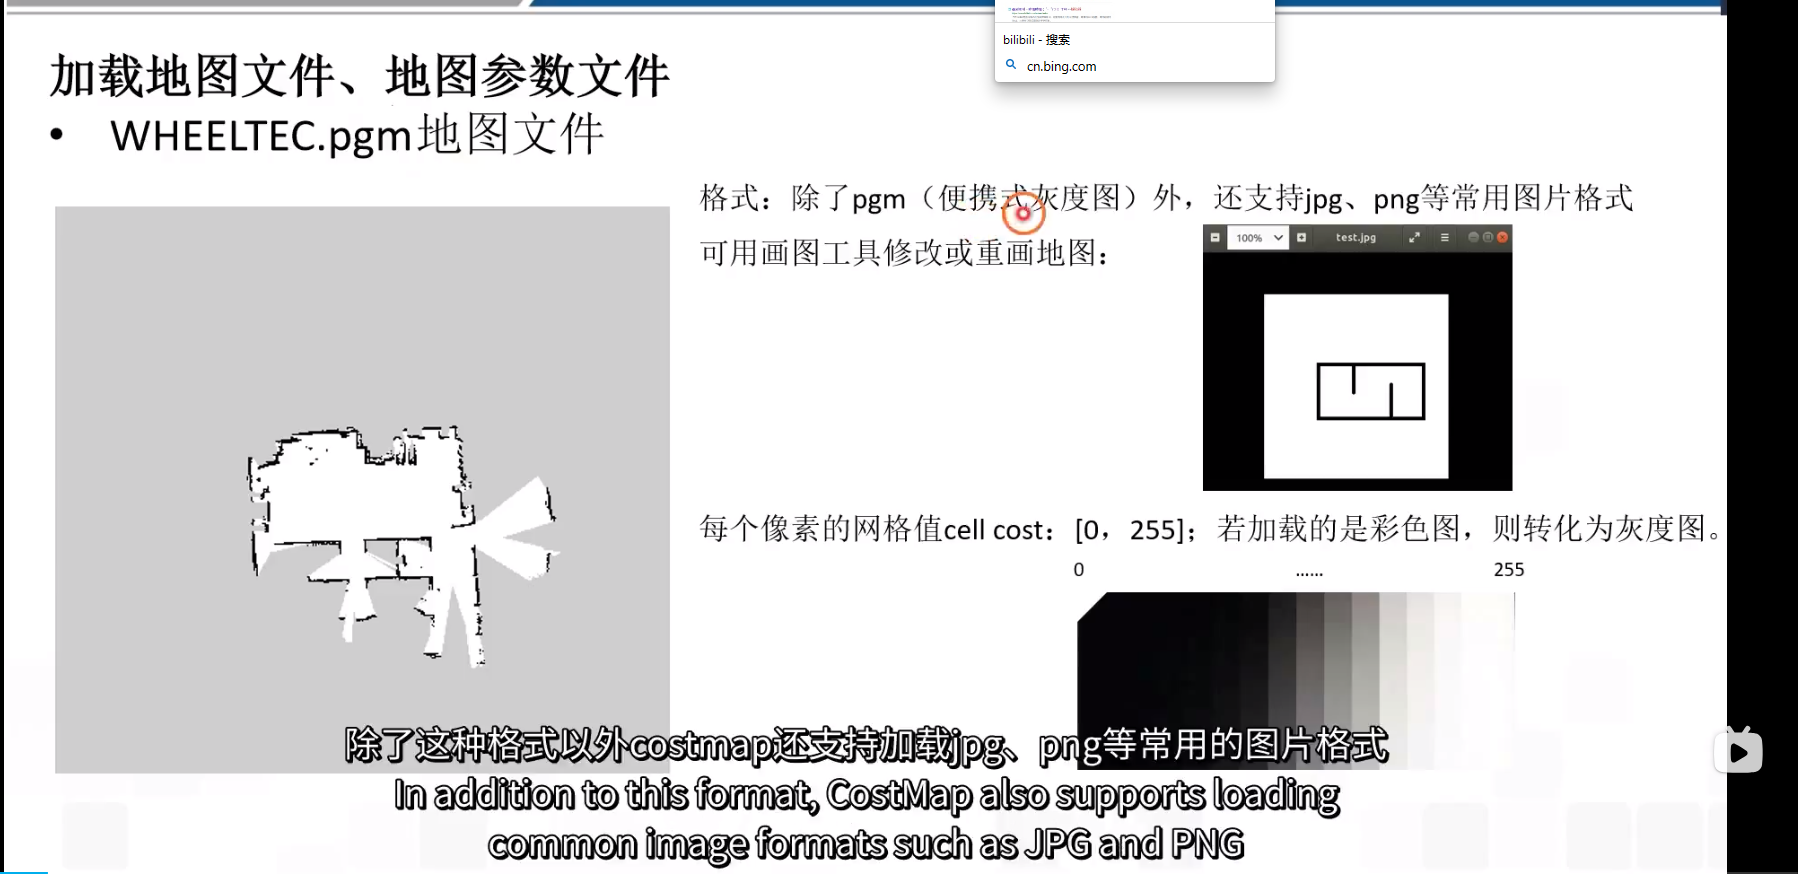 bilibili - 搜索
cn.bing.com
加载地图文件、地图参数文件
• WHEELTEC.pgm地图文件
格式：除了pgm（便携式灰度图）外，还支持jpg、png等常用图片格式
可用画图工具修改或重画地图：
100% test.jpg
每个像素的网格值cell cost：[0，255]；若加载的是彩色图，则转化为灰度图。
0 …… 255
除了这种格式以外costmap还支持加载jpg、png等常用的图片格式
In addition to this format, CostMap also supports loading
common image formats such as JPG and PNG